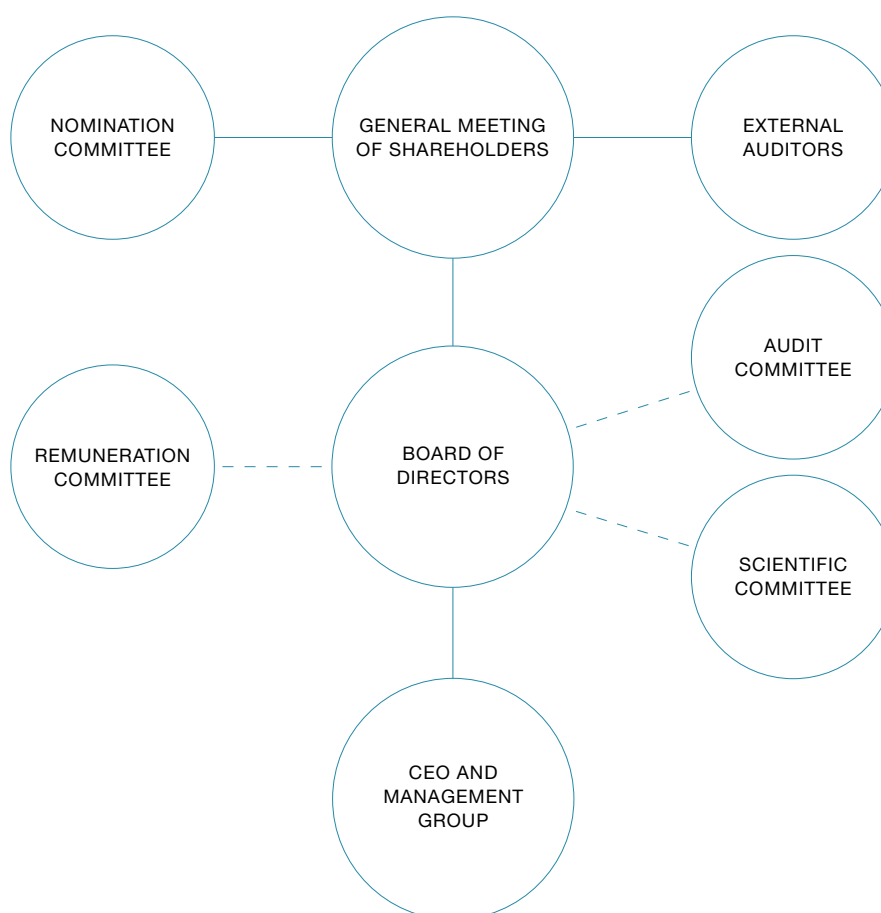 NOMINATION
COMMITTEE
GENERAL MEETING
OF SHAREHOLDERS
EXTERNAL
AUDITORS
AUDIT
COMMITTEE
REMUNERATION
COMMITTEE
BOARD OF
DIRECTORS
SCIENTIFIC
COMMITTEE
CEO AND
MANAGEMENT
GROUP